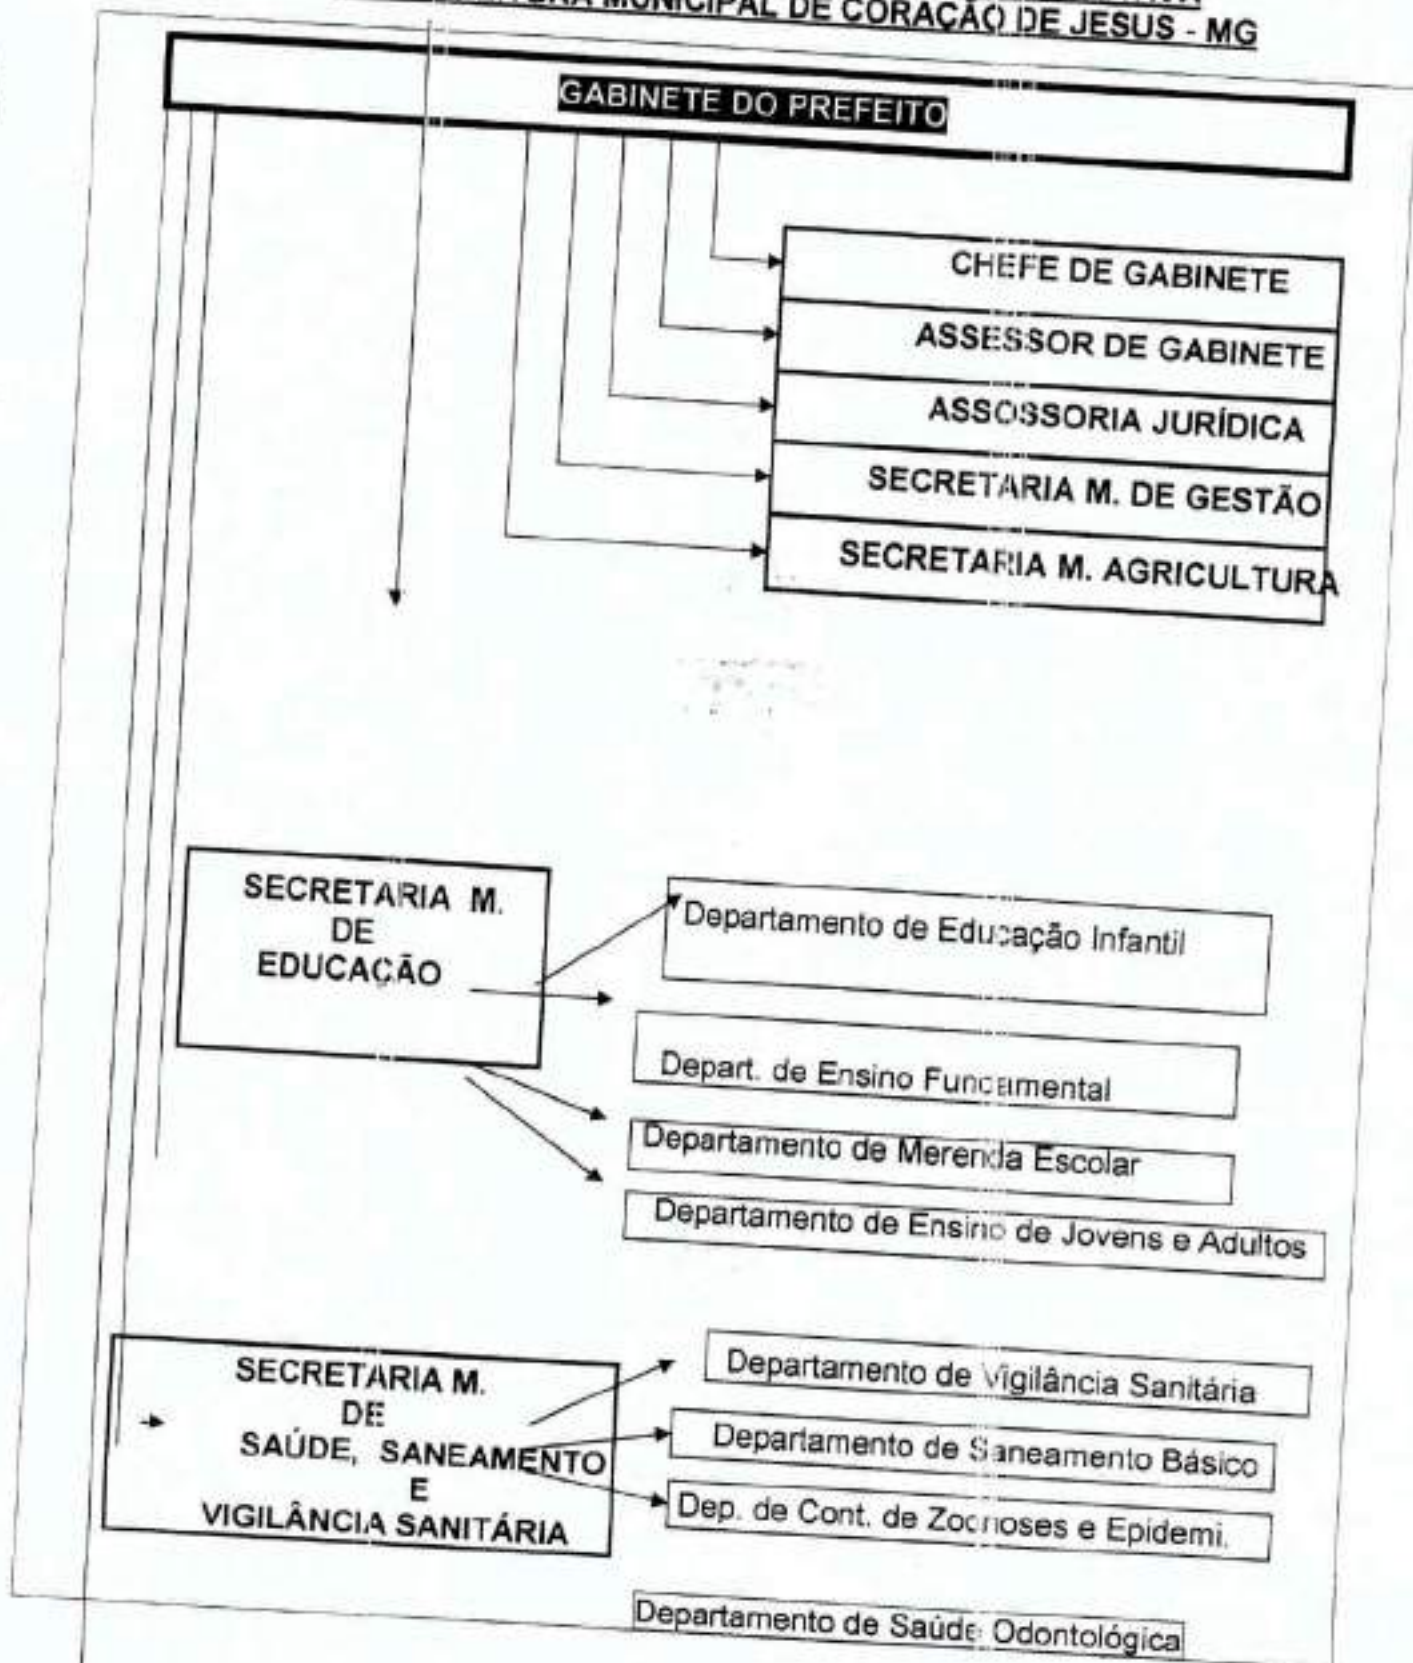 MUNICIPAL DE CORAÇÃO DE JESUS - MG
GABINETE DO PREFEITO
CHEFE DE GABINETE
ASSESSOR DE GABINETE
ASSOSSORIA JURÍDICA
SECRETARIA M. DE GESTÃO
SECRETARIA M. AGRICULTURA
SECRETARIA M.
DE
EDUCAÇÃO
Departamento de Educação Infantil
Depart. de Ensino Fundamental
Departamento de Merenda Escolar
Departamento de Ensino de Jovens e Adultos
SECRETARIA M.
DE
SAÚDE, SANEAMENTO
E
VIGILÂNCIA SANITÁRIA
Departamento de Vigilância Sanitária
Departamento de Saneamento Básico
Dep. de Cont. de Zoonoses e Epidemi.
Departamento de Saúde Odontológica